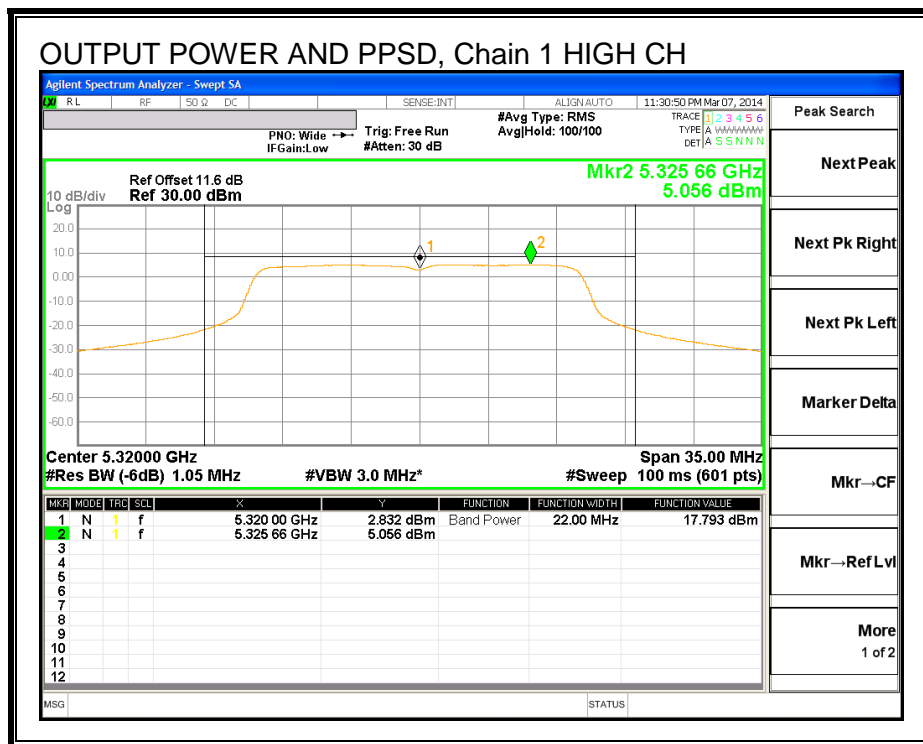 OUTPUT POWER AND PPSD, Chain 1 HIGH CH
Agilent Spectrum Analyzer - Swept SA
LXI RL RF 50 Ω DC SENSE:INT ALIGN AUTO 11:30:50 PM Mar 07, 2014
PNO: Wide
IFGain:Low
Trig: Free Run
#Atten: 30 dB
#Avg Type: RMS
Avg|Hold: 100/100
TRACE 1 2 3 4 5 6
TYPE A WWWWW
DET A S S N N N
Peak Search
Next Peak
Next Pk Right
Next Pk Left
Marker Delta
Mkr→CF
Mkr→Ref Lvl
More
1 of 2
Mkr2 5.325 66 GHz
5.056 dBm
Ref Offset 11.6 dB
10 dB/div Ref 30.00 dBm
Log
20.0
10.0
0.00
-10.0
-20.0
-30.0
-40.0
-50.0
-60.0
1
2
Center 5.32000 GHz Span 35.00 MHz
#Res BW (-6dB) 1.05 MHz #VBW 3.0 MHz* #Sweep 100 ms (601 pts)
MKR MODE TRC SCL X Y FUNCTION FUNCTION WIDTH FUNCTION VALUE
1 N 1 f 5.320 00 GHz 2.832 dBm Band Power 22.00 MHz 17.793 dBm
2 N 1 f 5.325 66 GHz 5.056 dBm
3
4
5
6
7
8
9
10
11
12
MSG STATUS